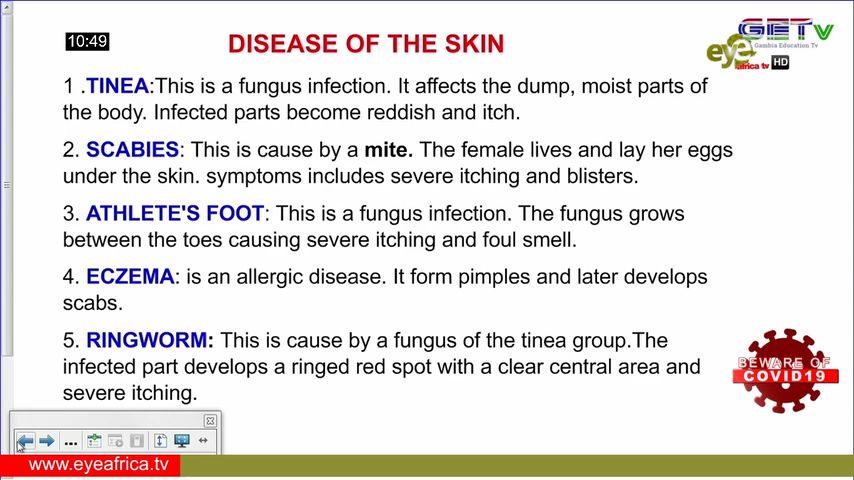 10:49
DISEASE OF THE SKIN
GETv
Gambia Education Tv
eye
africa tv HD
1 .TINEA:This is a fungus infection. It affects the dump, moist parts of
the body. Infected parts become reddish and itch.
2. SCABIES: This is cause by a mite. The female lives and lay her eggs
under the skin. symptoms includes severe itching and blisters.
3. ATHLETE'S FOOT: This is a fungus infection. The fungus grows
between the toes causing severe itching and foul smell.
4. ECZEMA: is an allergic disease. It form pimples and later develops
scabs.
5. RINGWORM: This is cause by a fungus of the tinea group.The
infected part develops a ringed red spot with a clear central area and
severe itching.
BEWARE OF
COVID19
www.eyeafrica.tv